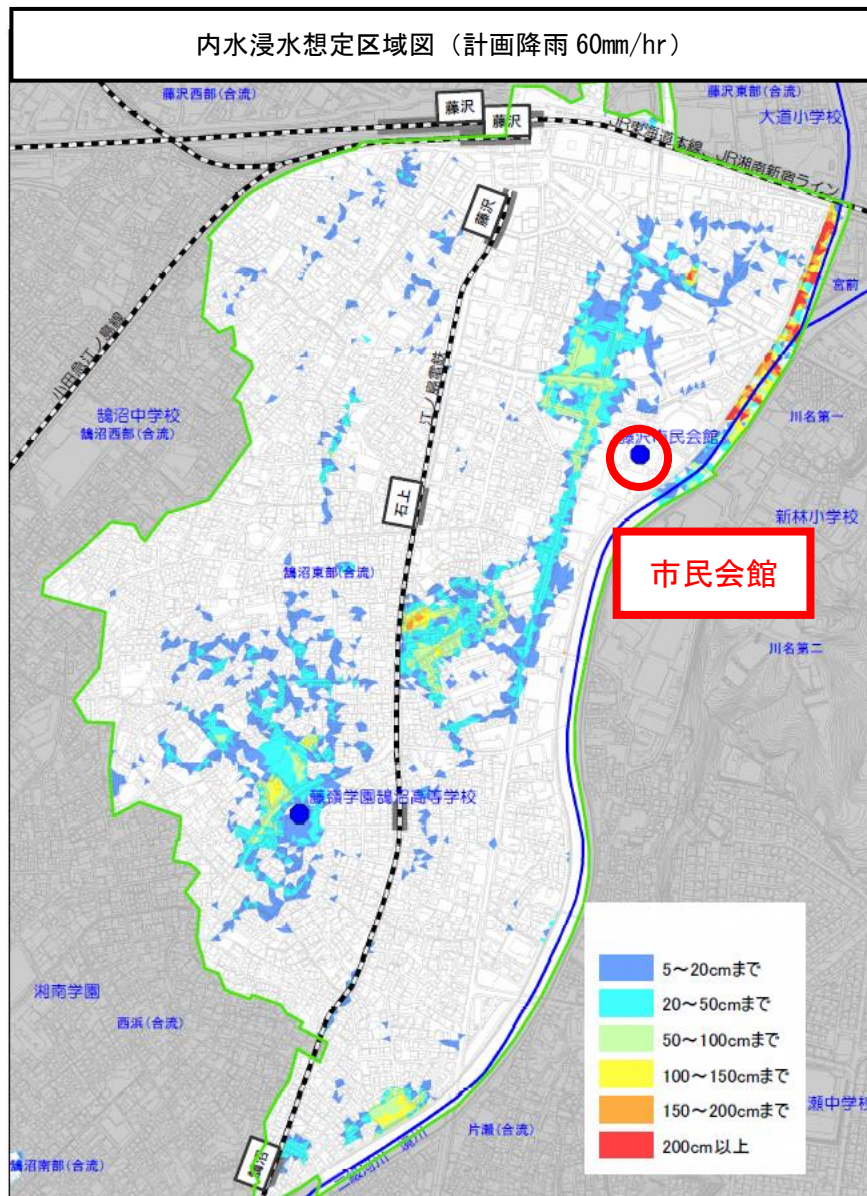 内水浸水想定区域図（計画降雨 60mm/hr）
藤沢西部(合流)
藤沢東部(合流)
大道小学校
藤沢
藤沢
JR東海道本線、JR湘南新宿ライン
藤沢
宮前
小田急江ノ島線
江ノ島電鉄
鵠沼中学校
鵠沼西部(合流)
川名第一
藤沢市民会館
石上
新林小学校
市民会館
鵠沼東部(合流)
川名第二
藤嶺学園鵠沼高等学校
湘南学園
西浜(合流)
5～20cmまで
20～50cmまで
50～100cmまで
100～150cmまで
150～200cmまで
200cm以上
瀬中学校
片瀬(合流)
鵠沼
鵠沼南部(合流)